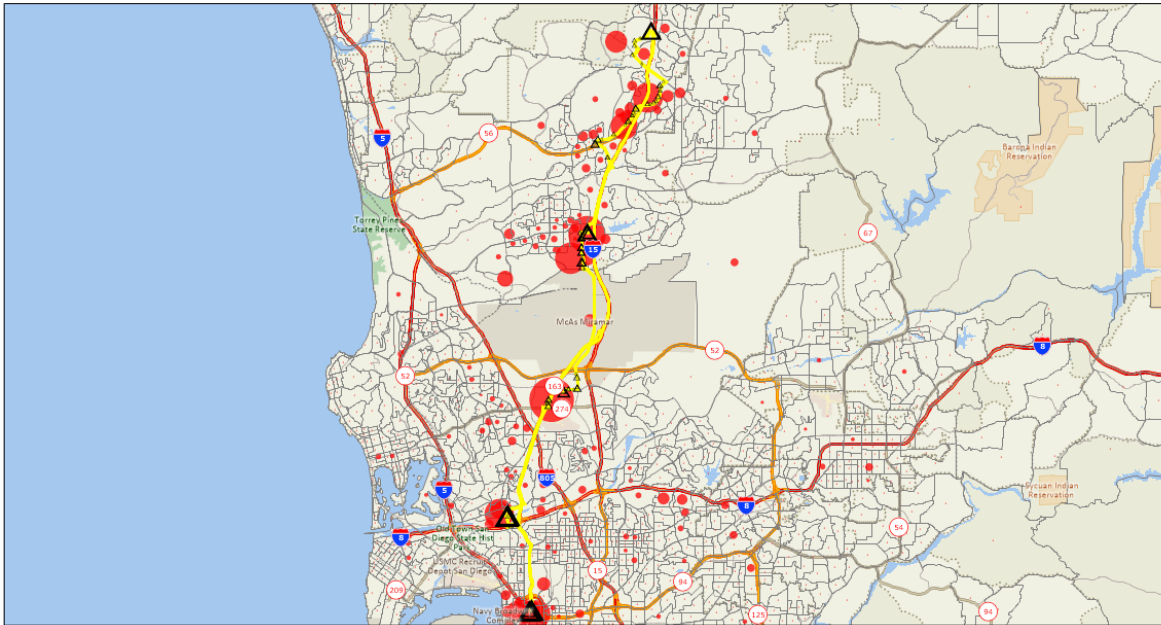 56
5
Barona Indian
Reservation
Torrey Pines
State Reserve
67
15
McAs Miramar
52
8
52
163
274
805
5
Sycuan Indian
Reservation
8
8
Old Town San
Diego State Hist
Par
54
USMC Recruit
Depot San Diego
15
94
209
Navy Broadway
Complex
125
94